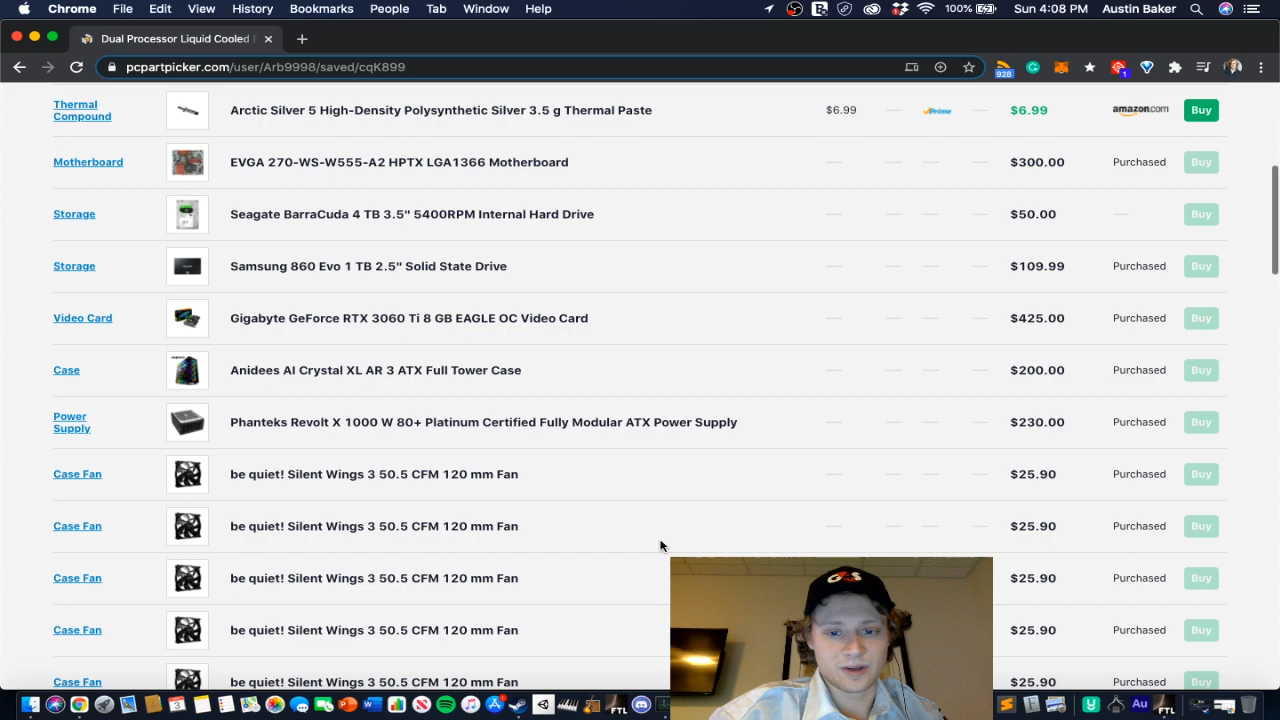 Chrome File Edit View History Bookmarks People Tab Window Help 100% Sun 4:08 PM Austin Baker
Dual Processor Liquid Cooled
pcpartpicker.com/user/Arb9998/saved/cqK899
928
1
Thermal Compound Arctic Silver 5 High-Density Polysynthetic Silver 3.5 g Thermal Paste $6.99 Prime $6.99 amazon.com Buy
Motherboard EVGA 270-WS-W555-A2 HPTX LGA1366 Motherboard $300.00 Purchased Buy
Storage Seagate BarraCuda 4 TB 3.5" 5400RPM Internal Hard Drive $50.00 Buy
Storage Samsung 860 Evo 1 TB 2.5" Solid State Drive $109.99 Purchased Buy
Video Card Gigabyte GeForce RTX 3060 Ti 8 GB EAGLE OC Video Card $425.00 Purchased Buy
Case Anidees AI Crystal XL AR 3 ATX Full Tower Case $200.00 Purchased Buy
Power Supply Phanteks Revolt X 1000 W 80+ Platinum Certified Fully Modular ATX Power Supply $230.00 Purchased Buy
Case Fan be quiet! Silent Wings 3 50.5 CFM 120 mm Fan $25.90 Purchased Buy
Case Fan be quiet! Silent Wings 3 50.5 CFM 120 mm Fan $25.90 Purchased Buy
Case Fan be quiet! Silent Wings 3 50.5 CFM 120 mm Fan $25.90 Purchased Buy
Case Fan be quiet! Silent Wings 3 50.5 CFM 120 mm Fan $25.90 Purchased Buy
Case Fan be quiet! Silent Wings 3 50.5 CFM 120 mm Fan $25.90 Purchased Buy
FTL FTL